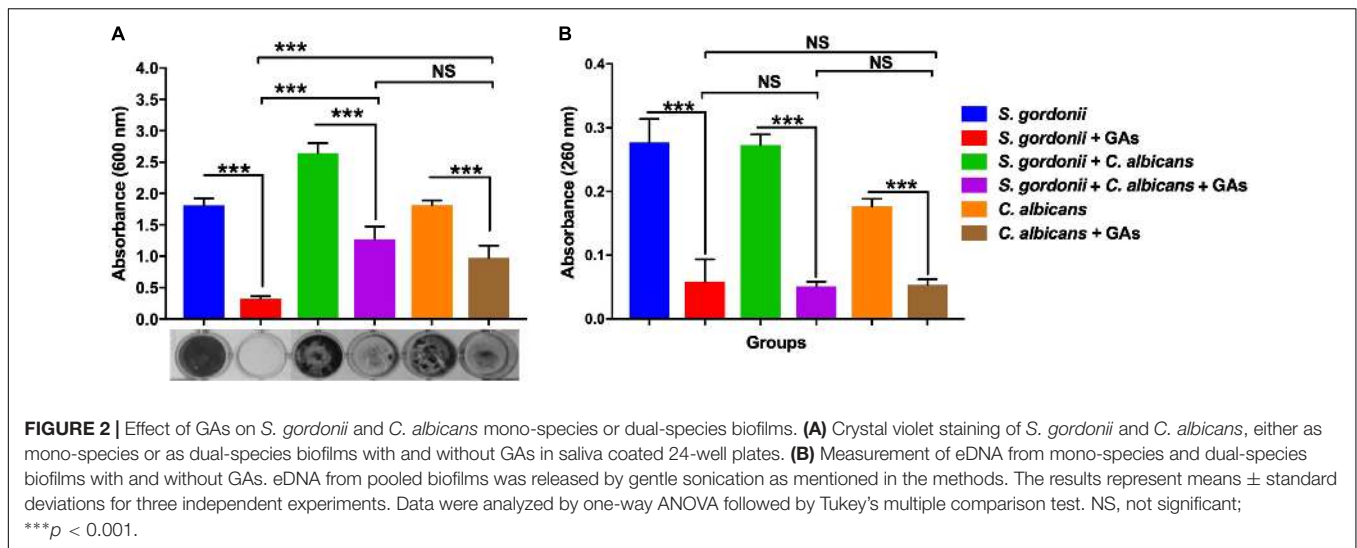 A
***
NS
***
***
***
***
4.0
3.5
3.0
2.5
2.0
1.5
1.0
0.5
0.0
Absorbance (600 nm)
B
NS
NS
NS
***
***
***
0.4
0.3
0.2
0.1
0.0
Absorbance (260 nm)
Groups
S. gordonii
S. gordonii + GAs
S. gordonii + C. albicans
S. gordonii + C. albicans + GAs
C. albicans
C. albicans + GAs
FIGURE 2 | Effect of GAs on S. gordonii and C. albicans mono-species or dual-species biofilms. (A) Crystal violet staining of S. gordonii and C. albicans, either as
mono-species or as dual-species biofilms with and without GAs in saliva coated 24-well plates. (B) Measurement of eDNA from mono-species and dual-species
biofilms with and without GAs. eDNA from pooled biofilms was released by gentle sonication as mentioned in the methods. The results represent means ± standard
deviations for three independent experiments. Data were analyzed by one-way ANOVA followed by Tukey's multiple comparison test. NS, not significant;
***p < 0.001.